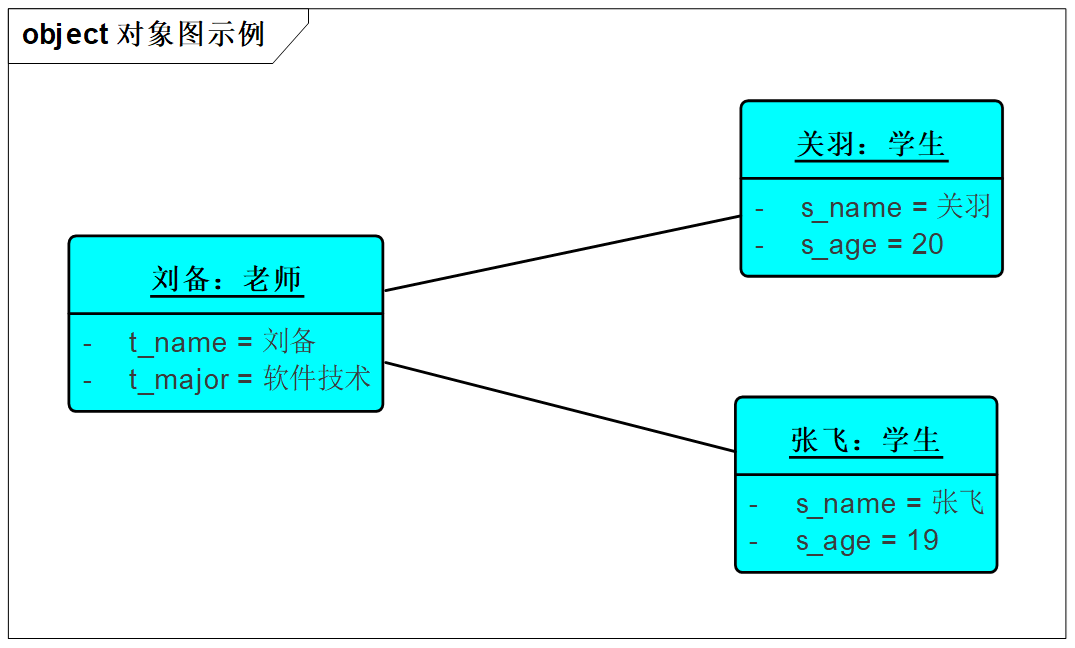 object 对象图示例
刘备：老师
- t_name = 刘备
- t_major = 软件技术
关羽：学生
- s_name = 关羽
- s_age = 20
张飞：学生
- s_name = 张飞
- s_age = 19